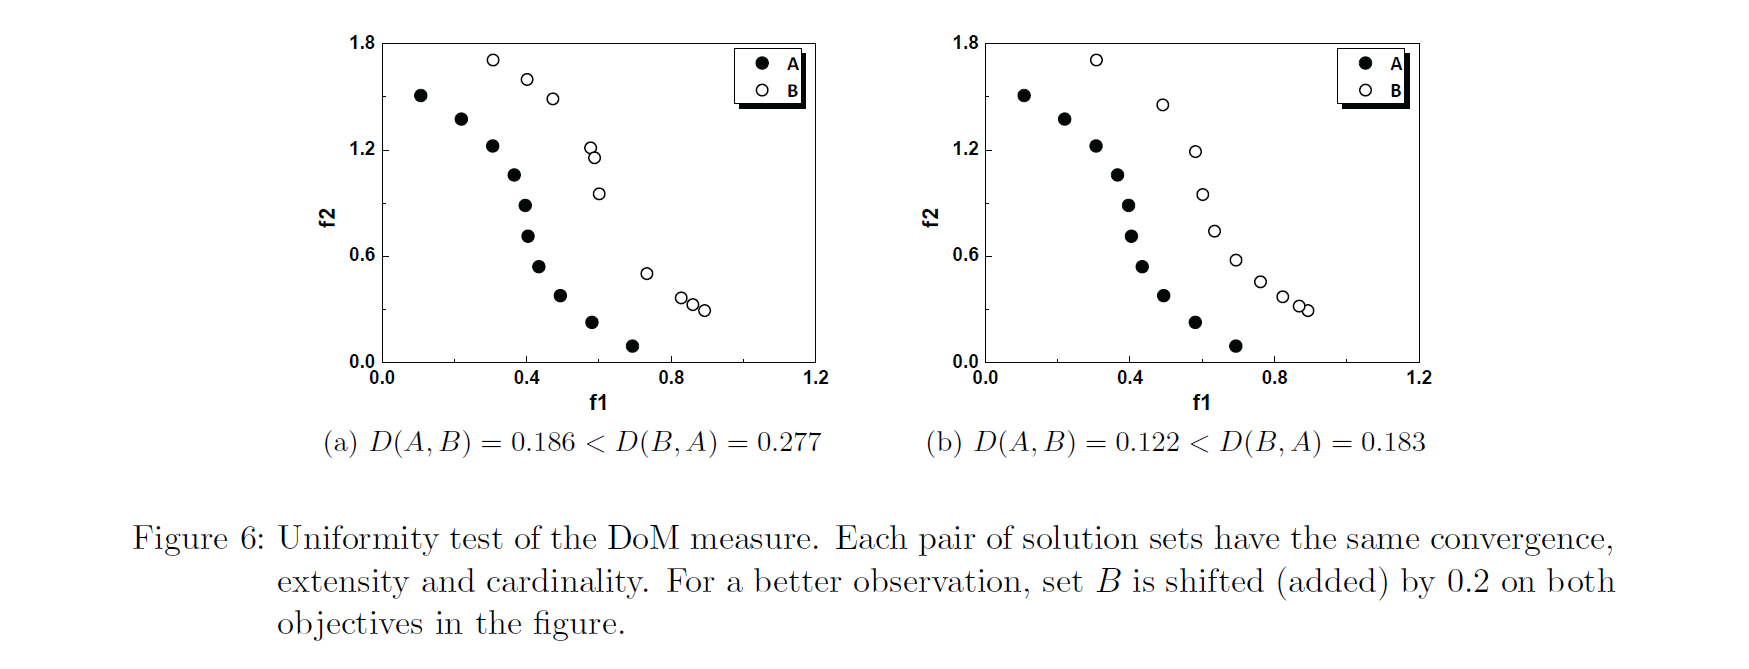 1.8
1.2
0.6
0.0
0.0 0.4 0.8 1.2
f2
f1
A
B
(a) D(A, B) = 0.186 < D(B, A) = 0.277
1.8
1.2
0.6
0.0
0.0 0.4 0.8 1.2
f2
f1
A
B
(b) D(A, B) = 0.122 < D(B, A) = 0.183
Figure 6: Uniformity test of the DoM measure. Each pair of solution sets have the same convergence,
extensity and cardinality. For a better observation, set B is shifted (added) by 0.2 on both
objectives in the figure.